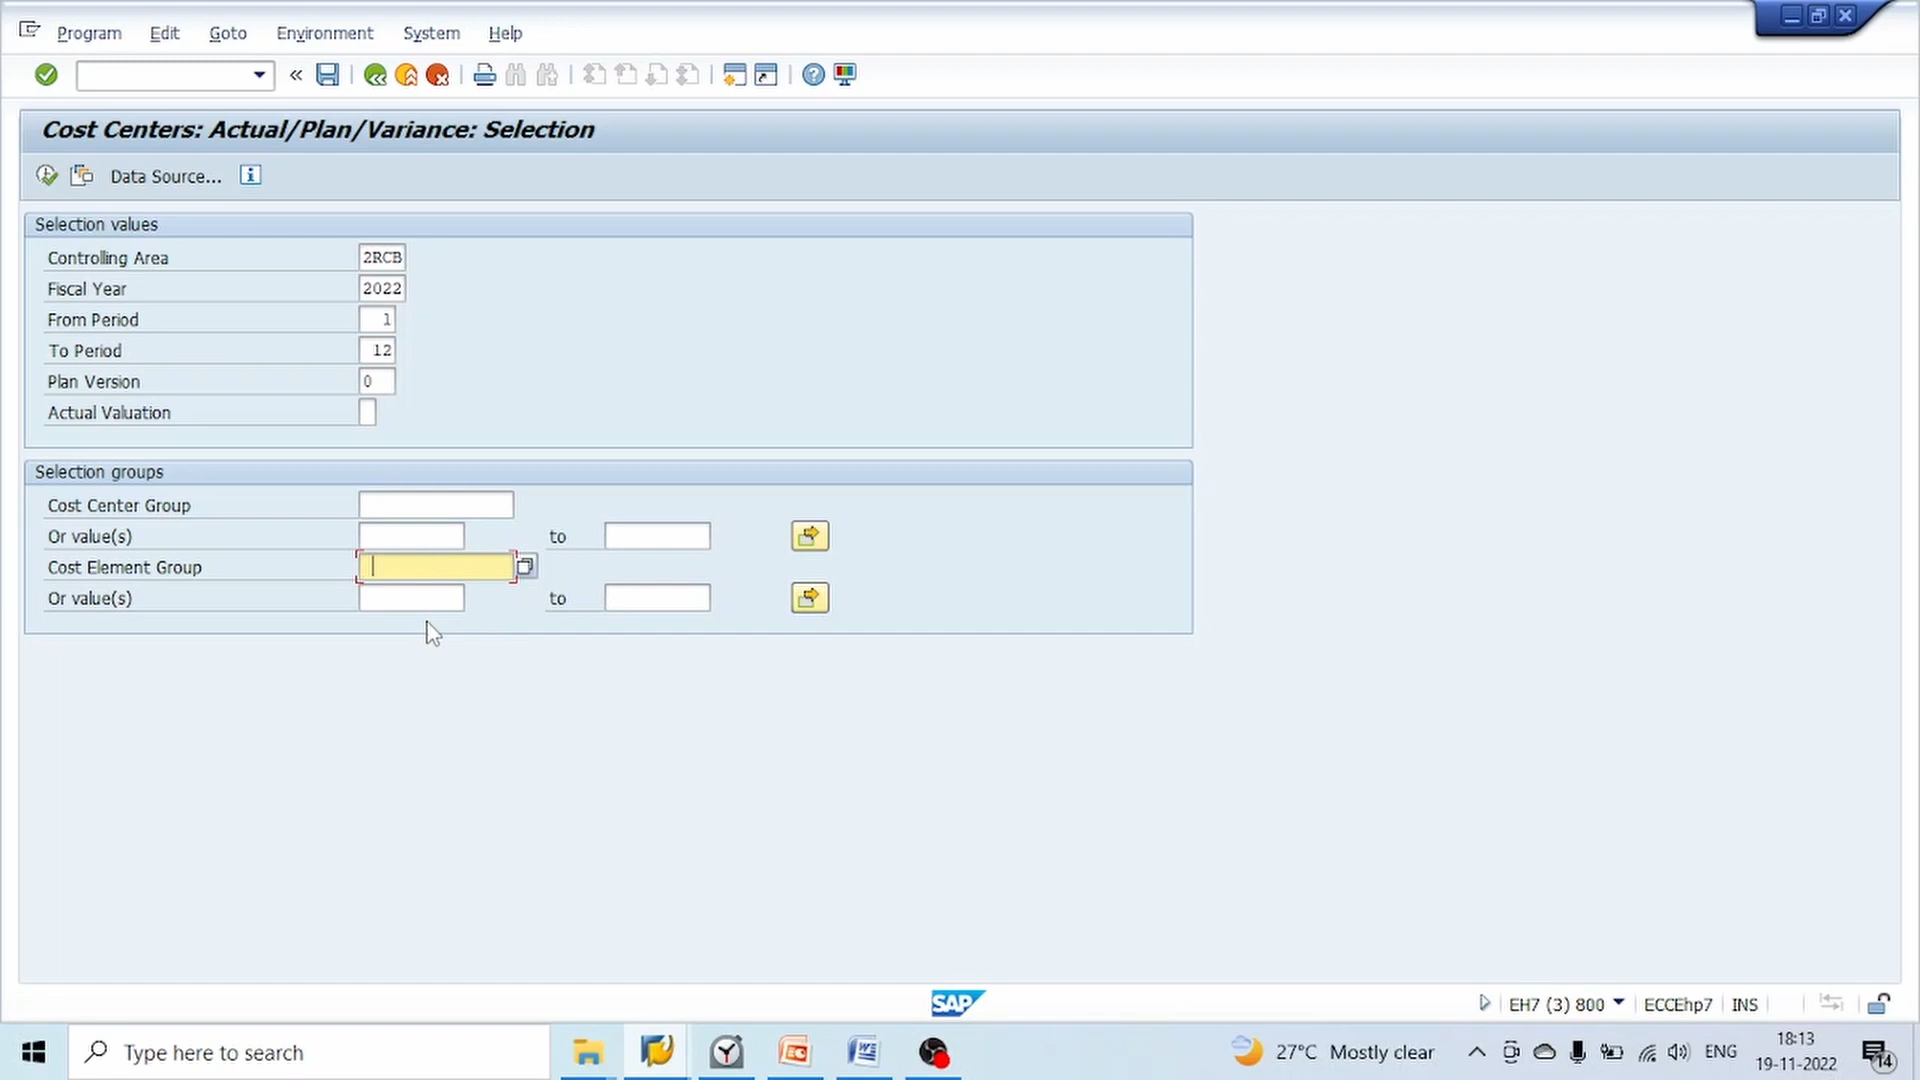 Program Edit Goto Environment System Help
Cost Centers: Actual/Plan/Variance: Selection
Data Source...
Selection values
Controlling Area 2RCB
Fiscal Year 2022
From Period 1
To Period 12
Plan Version 0
Actual Valuation
Selection groups
Cost Center Group
Or value(s) to
Cost Element Group
Or value(s) to
SAP
EH7 (3) 800 ECCEhp7 INS
Type here to search
27°C Mostly clear
ENG
18:13
19-11-2022
14